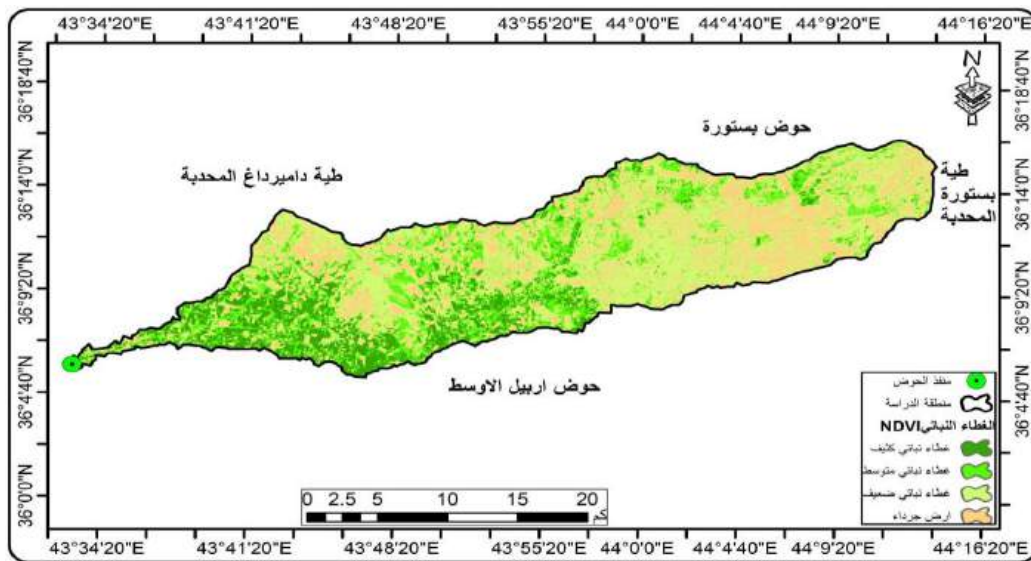 43°34'20"E 43°41'20"E 43°48'20"E 43°55'20"E 44°0'0"E 44°4'40"E 44°9'20"E 44°16'20"E
36°18'40"N
36°14'0"N
36°9'20"N
36°4'40"N
36°0'0"N
N
36°18'40"N
36°14'0"N
36°9'20"N
36°4'40"N
36°0'0"N
حوض بستورة
طية داميرداغ المحدبة
طية
بستورة
المحدبة
حوض اربيل الاوسط
منفذ الحوض
منطقة الدراسة
الغطاء النباتي NDVI
غطاء نباتي كثيف
غطاء نباتي متوسط
غطاء نباتي ضعيف
ارض جرداء
0 2.5 5 10 15 20
كم
43°34'20"E 43°41'20"E 43°48'20"E 43°55'20"E 44°0'0"E 44°4'40"E 44°9'20"E 44°16'20"E